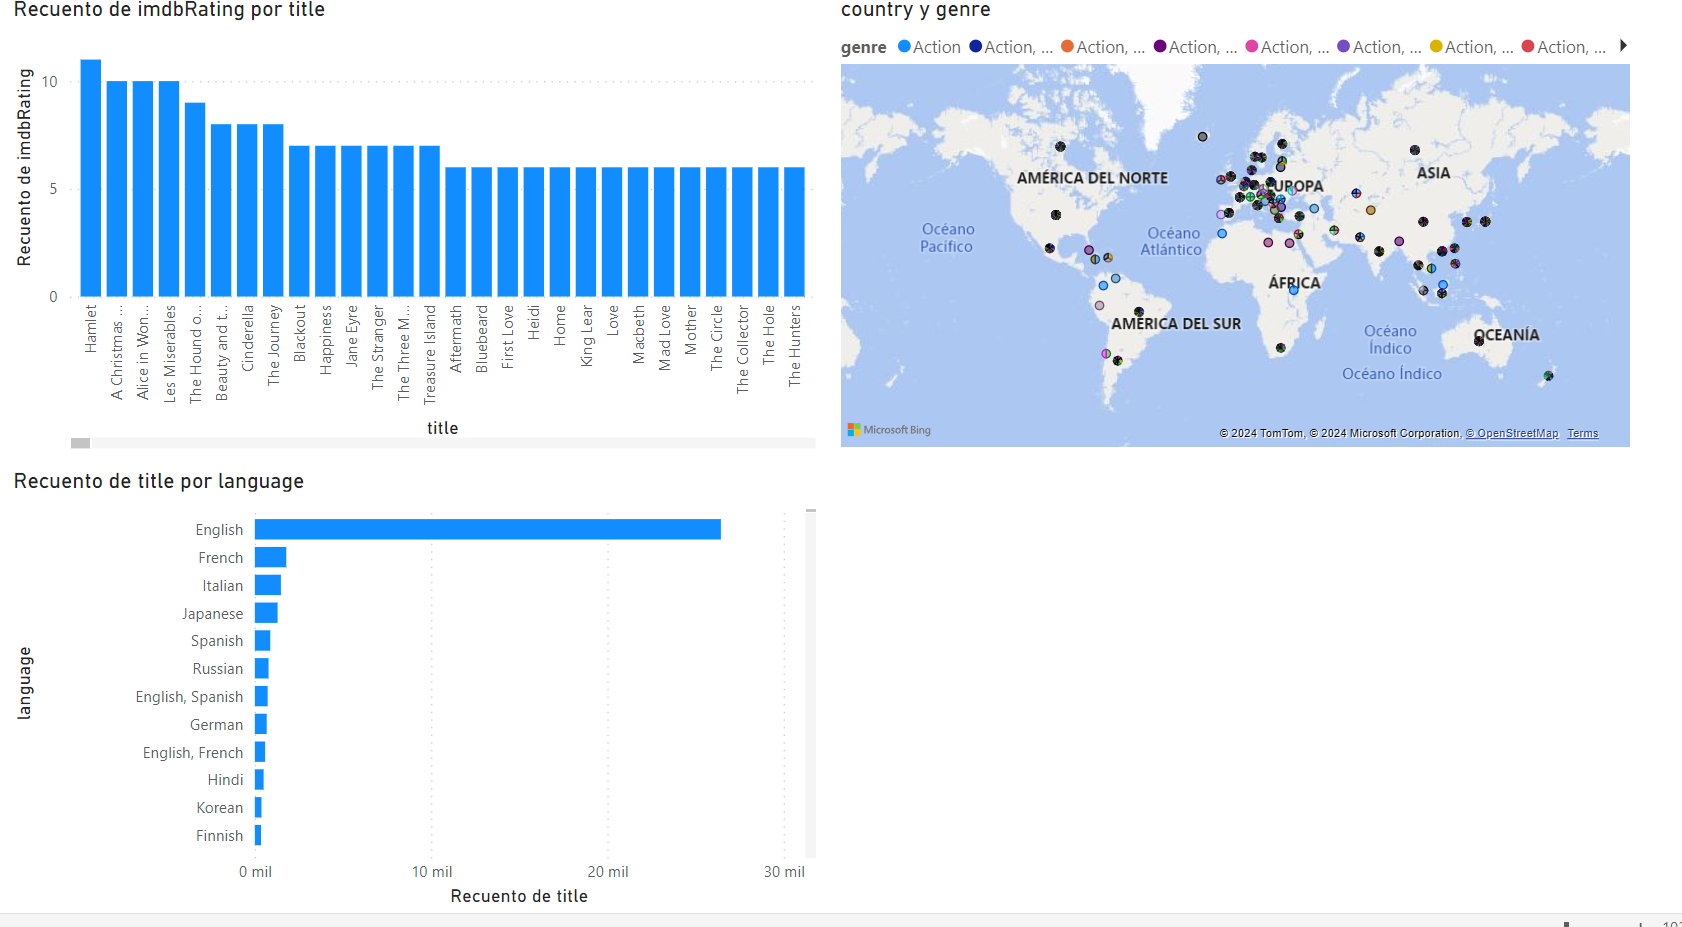 Recuento de imdbRating por title
Recuento de imdbRating
10
5
0
Hamlet
A Christmas ...
Alice in Won...
Les Miserables
The Hound o...
Beauty and t...
Cinderella
The Journey
Blackout
Happiness
Jane Eyre
The Stranger
The Three M...
Treasure Island
Aftermath
Bluebeard
First Love
Heidi
Home
King Lear
Love
Macbeth
Mad Love
Mother
The Circle
The Collector
The Hole
The Hunters
title
country y genre
genre Action Action, ... Action, ... Action, ... Action, ... Action, ... Action, ... Action, ...
AMÉRICA DEL NORTE
ASIA
Océano
Pacífico
Océano
Atlántico
ÁFRICA
AMÉRICA DEL SUR
Océano
Índico
OCEANÍA
Océano Índico
Microsoft Bing
© 2024 TomTom, © 2024 Microsoft Corporation, © OpenStreetMap Terms
Recuento de title por language
language
English
French
Italian
Japanese
Spanish
Russian
English, Spanish
German
English, French
Hindi
Korean
Finnish
0 mil 10 mil 20 mil 30 mil
Recuento de title